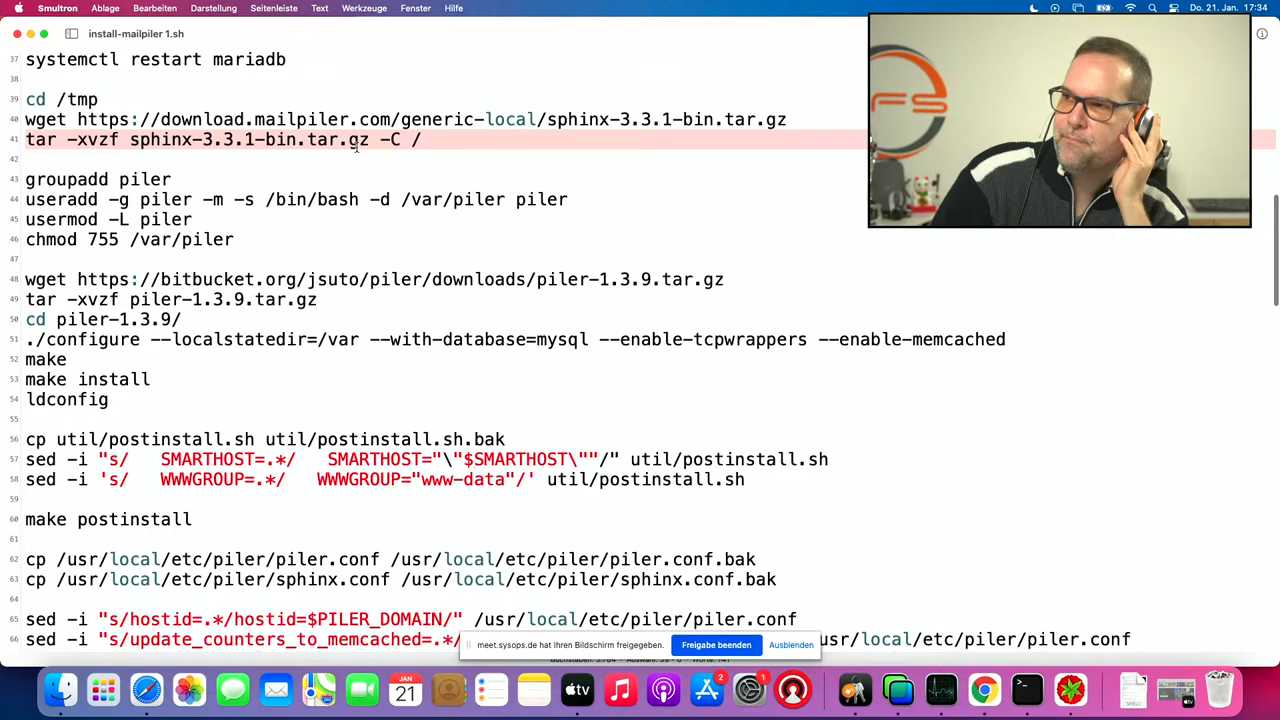 Smultron Ablage Bearbeiten Darstellung Seitenleiste Text Werkzeuge Fenster Hilfe Do. 21. Jan. 17:34
install-mailpiler 1.sh
37 systemctl restart mariadb
38
39 cd /tmp
40 wget https://download.mailpiler.com/generic-local/sphinx-3.3.1-bin.tar.gz
41 tar -xvzf sphinx-3.3.1-bin.tar.gz -C /
42
43 groupadd piler
44 useradd -g piler -m -s /bin/bash -d /var/piler piler
45 usermod -L piler
46 chmod 755 /var/piler
47
48 wget https://bitbucket.org/jsuto/piler/downloads/piler-1.3.9.tar.gz
49 tar -xvzf piler-1.3.9.tar.gz
50 cd piler-1.3.9/
51 ./configure --localstatedir=/var --with-database=mysql --enable-tcpwrappers --enable-memcached
52 make
53 make install
54 ldconfig
55
56 cp util/postinstall.sh util/postinstall.sh.bak
57 sed -i "s/   SMARTHOST=.*/   SMARTHOST="\"$SMARTHOST\""/" util/postinstall.sh
58 sed -i 's/   WWWGROUP=.*/   WWWGROUP="www-data"/' util/postinstall.sh
59
60 make postinstall
61
62 cp /usr/local/etc/piler/piler.conf /usr/local/etc/piler/piler.conf.bak
63 cp /usr/local/etc/piler/sphinx.conf /usr/local/etc/piler/sphinx.conf.bak
64
65 sed -i "s/hostid=.*/hostid=$PILER_DOMAIN/" /usr/local/etc/piler/piler.conf
66 sed -i "s/update_counters_to_memcached=.*/ usr/local/etc/piler/piler.conf
meet.sysops.de hat Ihren Bildschirm freigegeben. Freigabe beenden Ausblenden
FS
JAN
21
tv
2
1
SHELL